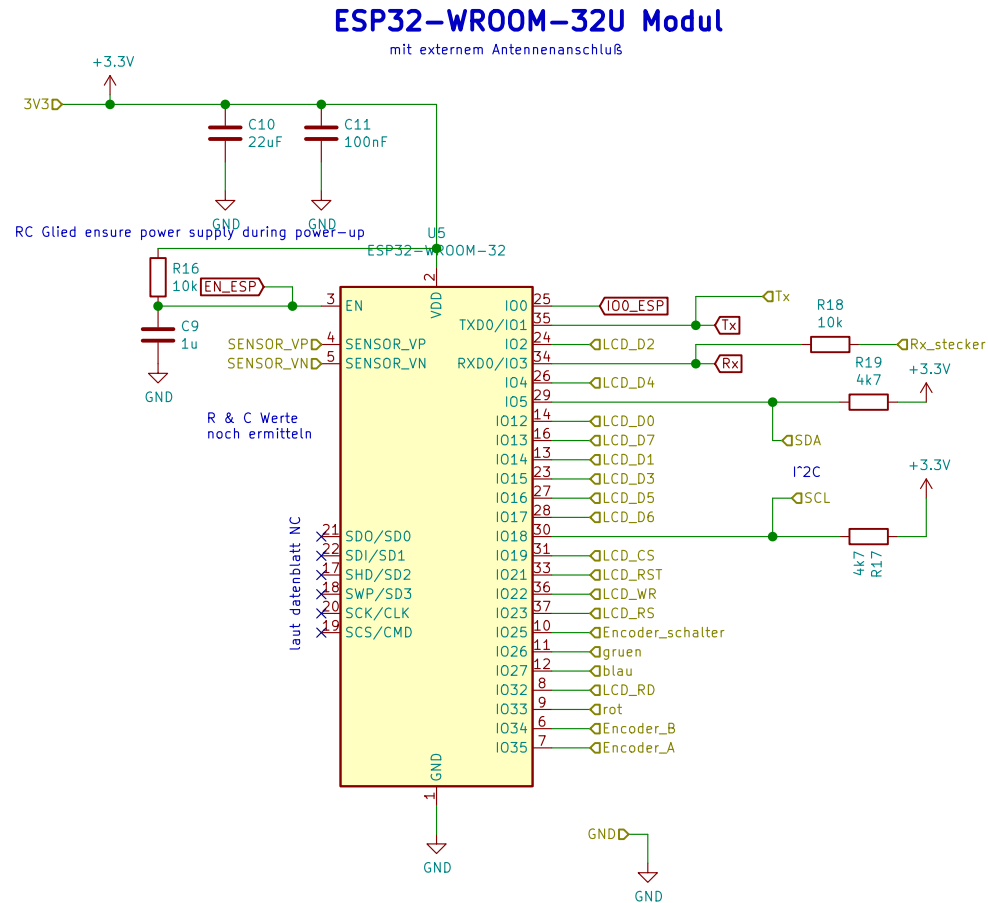 ESP32-WROOM-32U Modul
mit externem Antennenanschluß
+3.3V
3V3
C10
22uF
C11
100nF
GND
GND
RC Glied ensure power supply during power-up
U5
ESP32-WROOM-32
R16
10k
EN_ESP
C9
1u
GND
R & C Werte
noch ermitteln
laut datenblatt NC
2
VDD
3 EN
4 SENSOR_VP
SENSOR_VP
5 SENSOR_VN
SENSOR_VN
21 SDO/SD0
22 SDI/SD1
17 SHD/SD2
18 SWP/SD3
20 SCK/CLK
19 SCS/CMD
IO0 25 IO0_ESP
TXD0/IO1 35 Tx
Tx
IO2 24 LCD_D2
RXD0/IO3 34 Rx
R18
10k
Rx_stecker
IO4 26 LCD_D4
IO5 29
R19
4k7
+3.3V
SDA
IO12 14 LCD_D0
IO13 16 LCD_D7
IO14 13 LCD_D1
IO15 23 LCD_D3
IO16 27 LCD_D5
IO17 28 LCD_D6
I^2C
SCL
+3.3V
IO18 30
4k7
R17
IO19 31 LCD_CS
IO21 33 LCD_RST
IO22 36 LCD_WR
IO23 37 LCD_RS
IO25 10 Encoder_schalter
IO26 11 gruen
IO27 12 blau
IO32 8 LCD_RD
IO33 9 rot
IO34 6 Encoder_B
IO35 7 Encoder_A
GND
1
GND
GND
GND